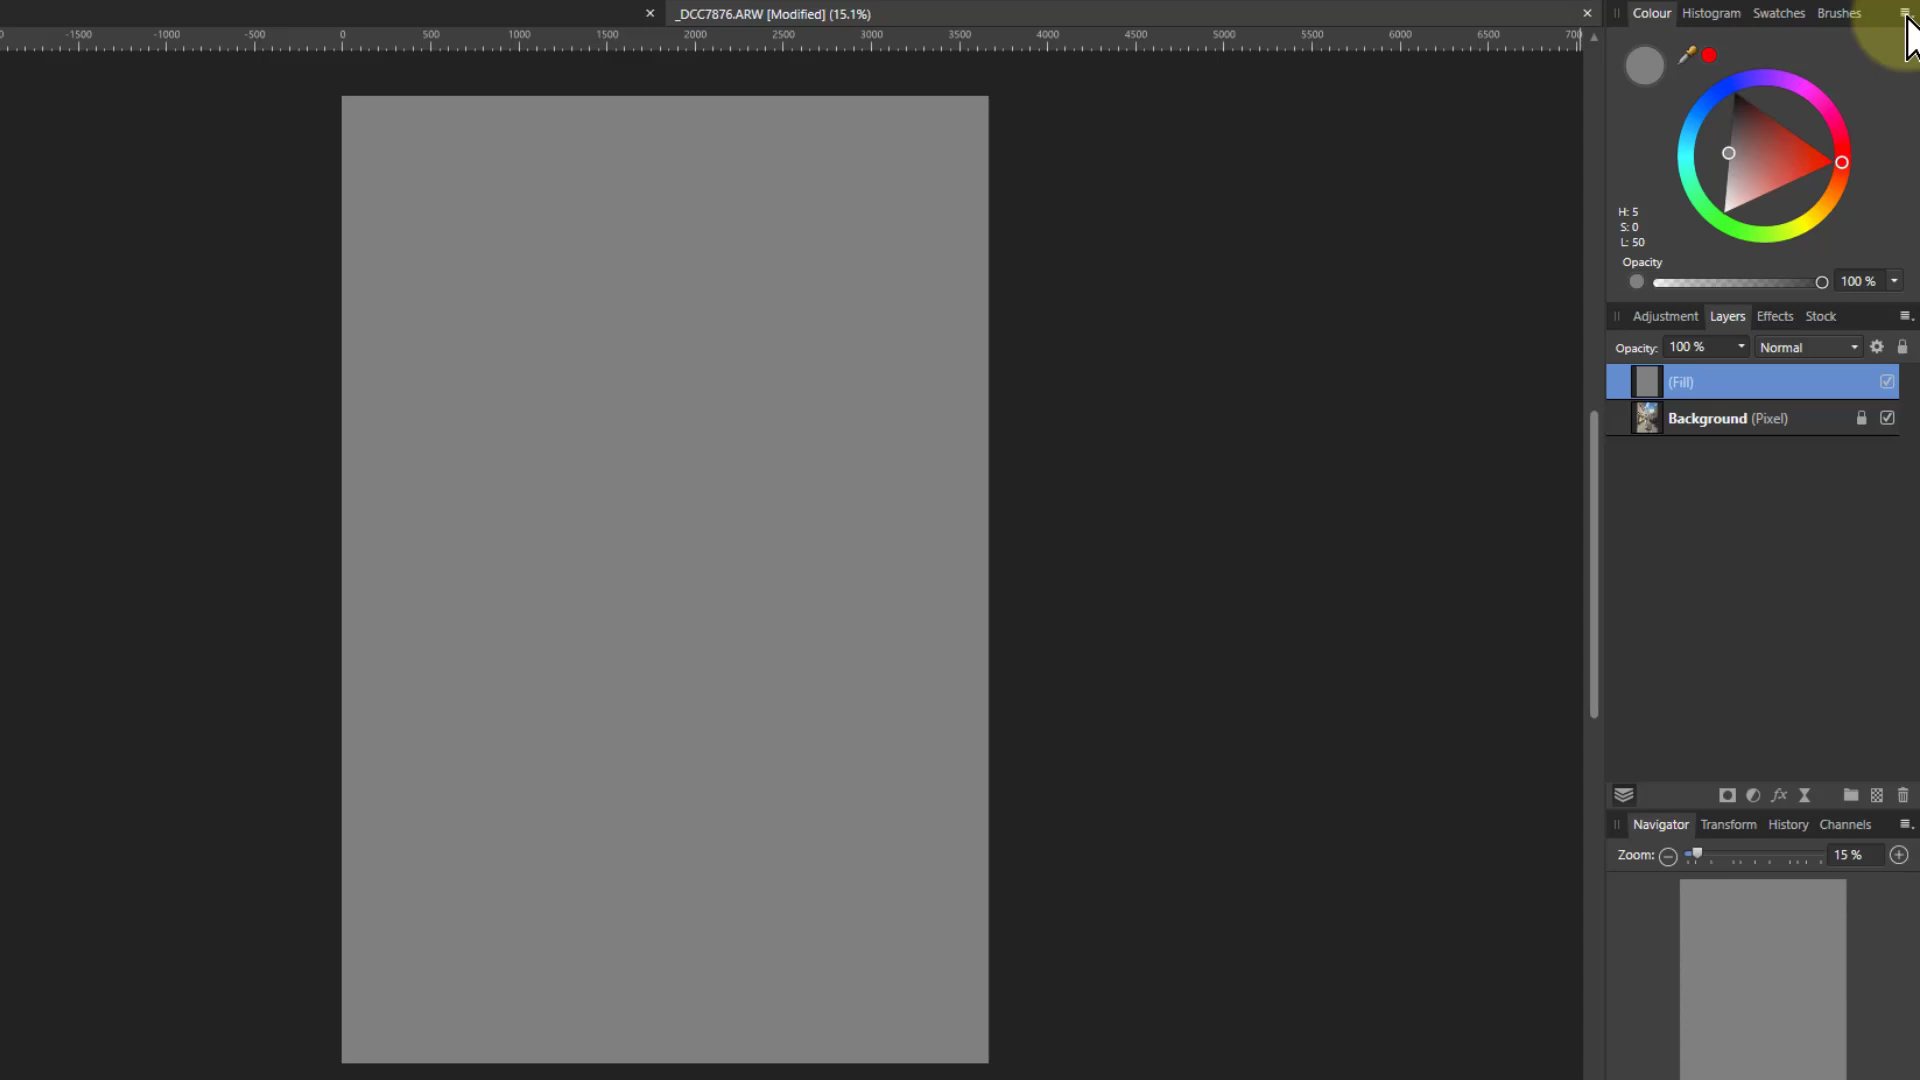 _DCC7876.ARW [Modified] (15.1%)
Colour Histogram Swatches Brushes
-1500 -1000 -500 0 500 1000 1500 2000 2500 3000 3500 4000 4500 5000 5500 6000 6500
H: 5
S: 0
L: 50
Opacity
100 %
Adjustment Layers Effects Stock
Opacity: 100 % Normal
(Fill)
Background (Pixel)
fx
Navigator Transform History Channels
Zoom: 15 %